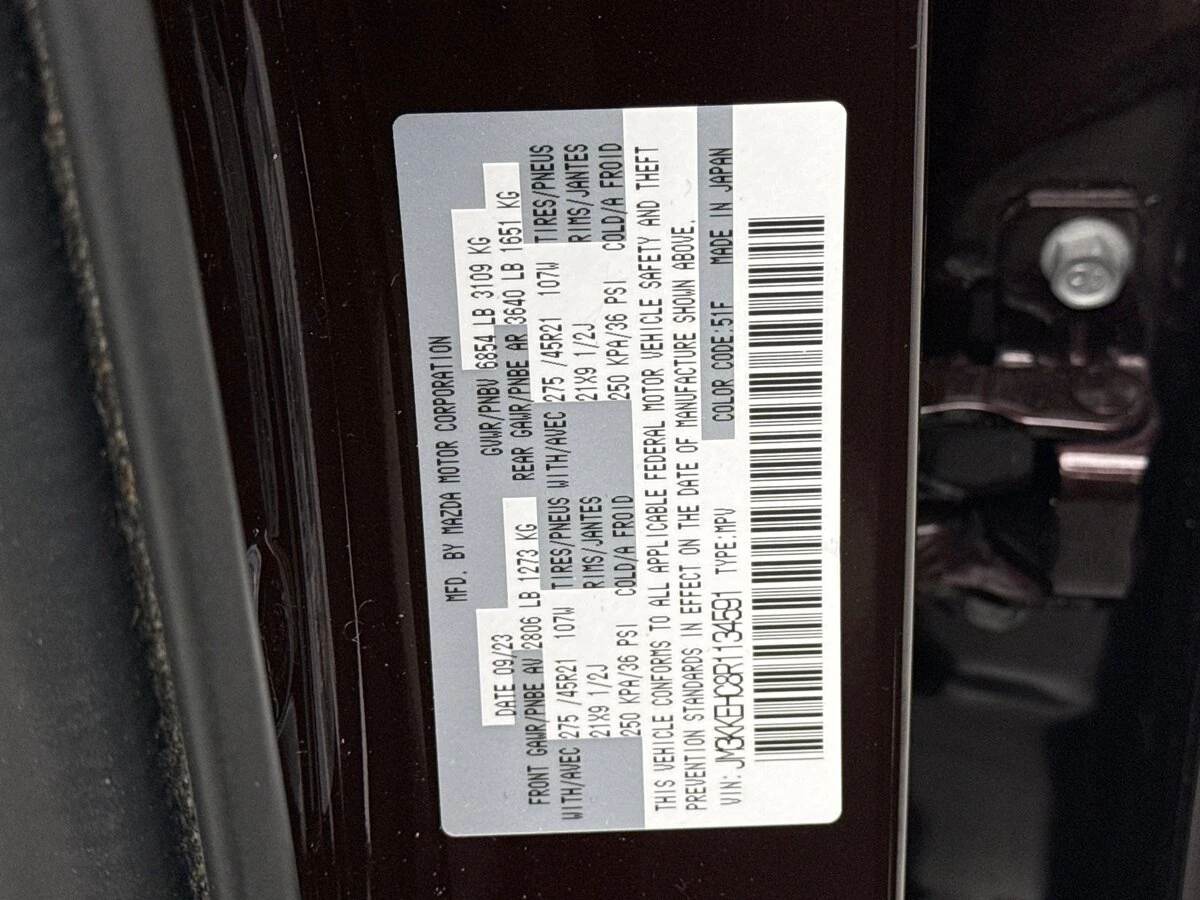 MFD. BY MAZDA MOTOR CORPORATION
DATE 09/23 GVWR/PNBV 6854 LB 3109 KG
FRONT GAWR/PNBE AV 2806 LB 1273 KG REAR GAWR/PNBE AR 3640 LB 1651 KG
WITH/AVEC 275 /45R21 107W TIRES/PNEUS WITH/AVEC 275 /45R21 107W TIRES/PNEUS
21X9 1/2J RIMS/JANTES 21X9 1/2J RIMS/JANTES
250 KPA/36 PSI COLD/A FROID 250 KPA/36 PSI COLD/A FROID
THIS VEHICLE CONFORMS TO ALL APPLICABLE FEDERAL MOTOR VEHICLE SAFETY AND THEFT
PREVENTION STANDARDS IN EFFECT ON THE DATE OF MANUFACTURE SHOWN ABOVE.
VIN: JM3KKEHC8R1134591 TYPE:MPV COLOR CODE:51F MADE IN JAPAN